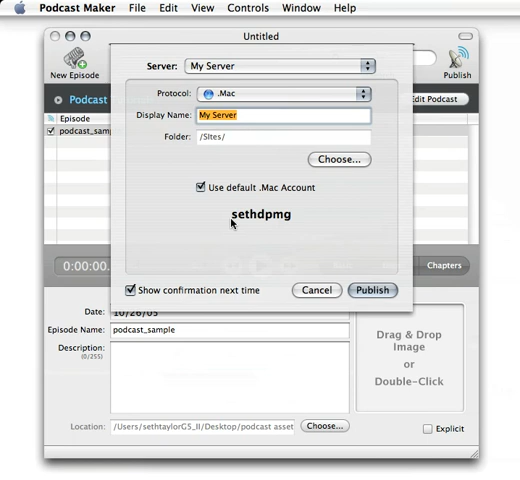 Podcast Maker File Edit View Controls Window Help
Untitled
New Episode
Publish
Server: My Server
Podcast
Edit Podcast
Protocol: .Mac
Episode
Display Name: My Server
podcast_samp
Folder: /SItes/
Choose...
Use default .Mac Account
sethdpmg
0:00:00.
Chapters
Show confirmation next time Cancel Publish
Date: 10/26/05
Episode Name: podcast_sample
Description:
(0/255)
Drag & Drop
Image
or
Double-Click
Location: /Users/sethtaylorG5_II/Desktop/podcast asset Choose...
Explicit